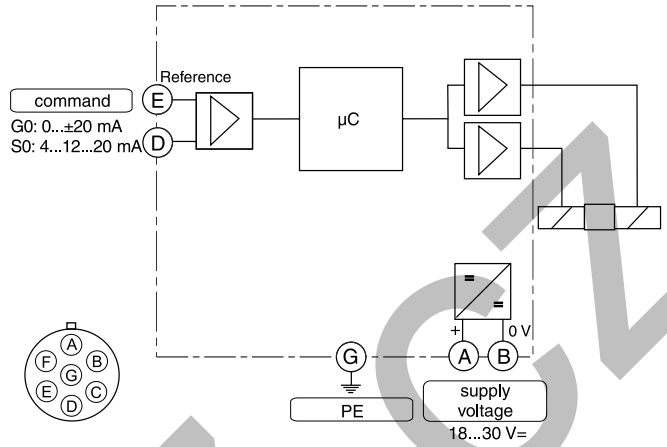 Reference
command
E
G0: 0...±20 mA
S0: 4...12...20 mA
D
µC
=
=
+
0 V
G
A
B
PE
supply
voltage
18...30 V=
A
F
B
G
E
C
D